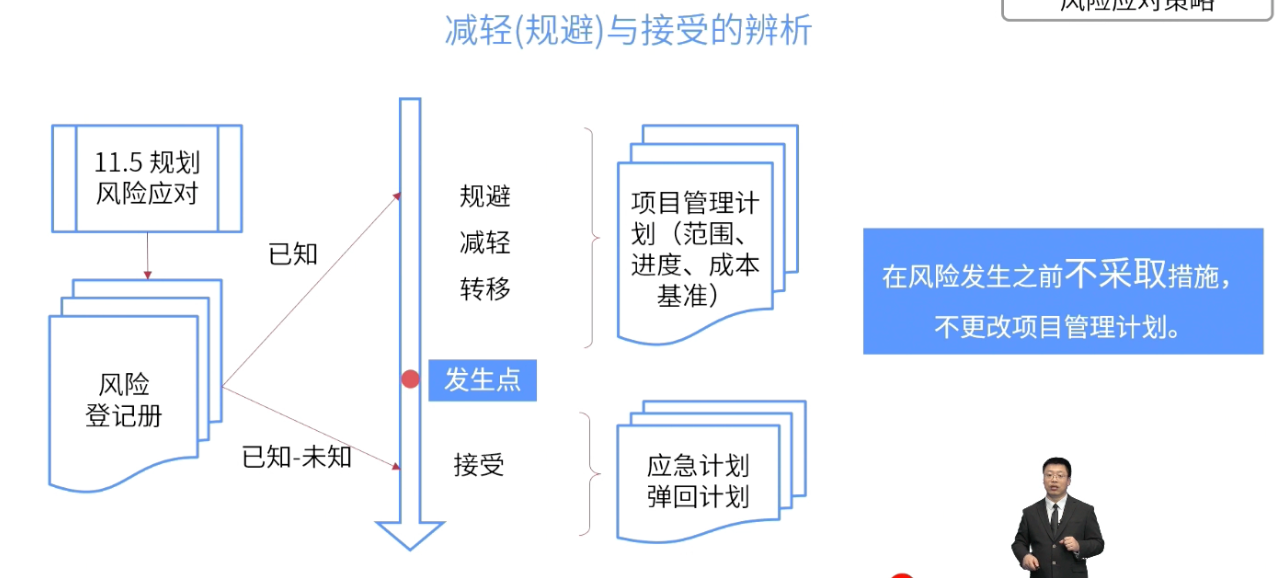 风险应对策略
减轻(规避)与接受的辨析
11.5 规划
风险应对
已知
风险
登记册
已知-未知
规避
减轻
转移
发生点
接受
项目管理计
划（范围、
进度、成本
基准）
应急计划
弹回计划
在风险发生之前不采取措施，
不更改项目管理计划。